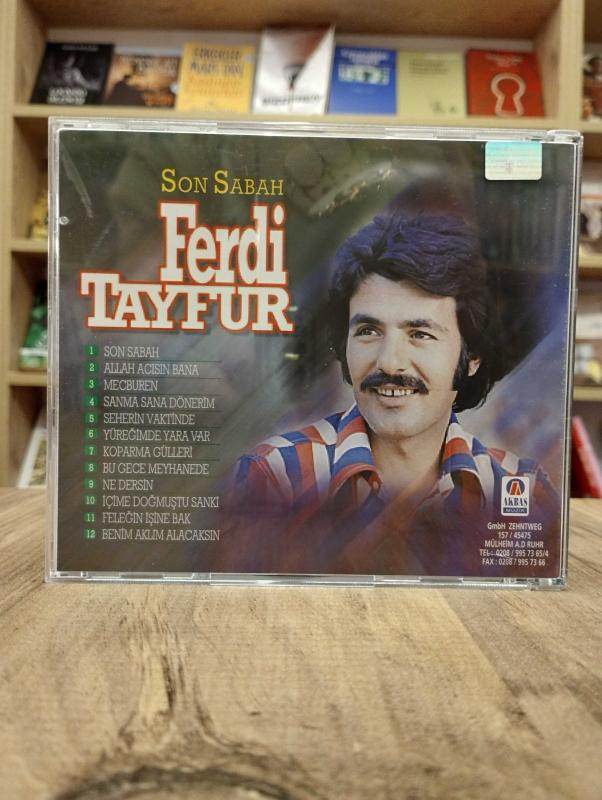 SON SABAH
Ferdi
TAYFUR
1 SON SABAH
2 ALLAH ACISIN BANA
3 MECBUREN
4 SANMA SANA DÖNERİM
5 SEHERİN VAKTİNDE
6 YÜREĞİMDE YARA VAR
7 KOPARMA GÜLLERİ
8 BU GECE MEYHANEDE
9 NE DERSİN
10 İÇİME DOĞMUŞTU SANKİ
11 FELEĞİN İŞİNE BAK
12 BENİM AKLIM ALACAKSIN
AKBAŞ
MÜZİK
GmbH ZEHNTWEG
157 / 45475
MÜLHEİM A.D RUHR
TEL.: 0208 / 995 73 65/4
FAX : 0208 / 995 73 66